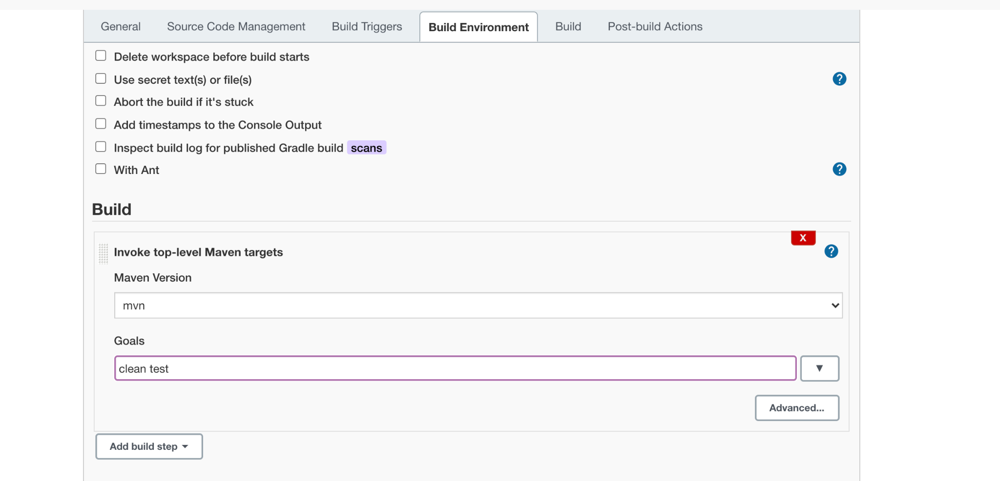 General Source Code Management Build Triggers Build Environment Build Post-build Actions
Delete workspace before build starts
Use secret text(s) or file(s)
?
Abort the build if it's stuck
Add timestamps to the Console Output
Inspect build log for published Gradle build scans
With Ant
?
Build
X
Invoke top-level Maven targets
?
Maven Version
mvn
Goals
clean test
Advanced...
Add build step